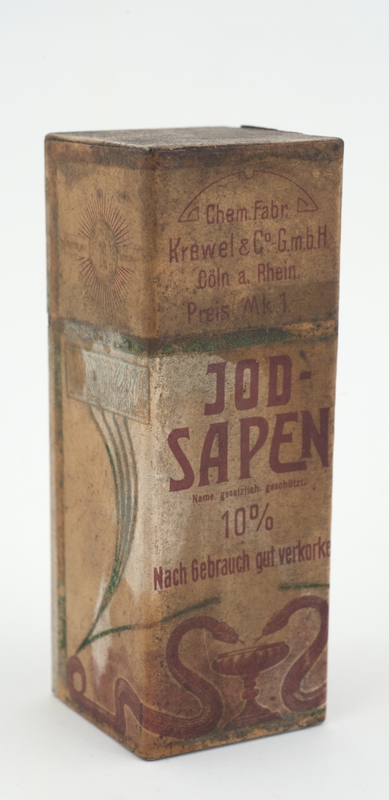 Chem. Fabr.
Krewel & Co. G.m.b.H.
Cöln a. Rhein.
Preis Mk. 1
JOD-
SAPEN
Name gesetzlich geschützt.
10%
Nach Gebrauch gut verkorke